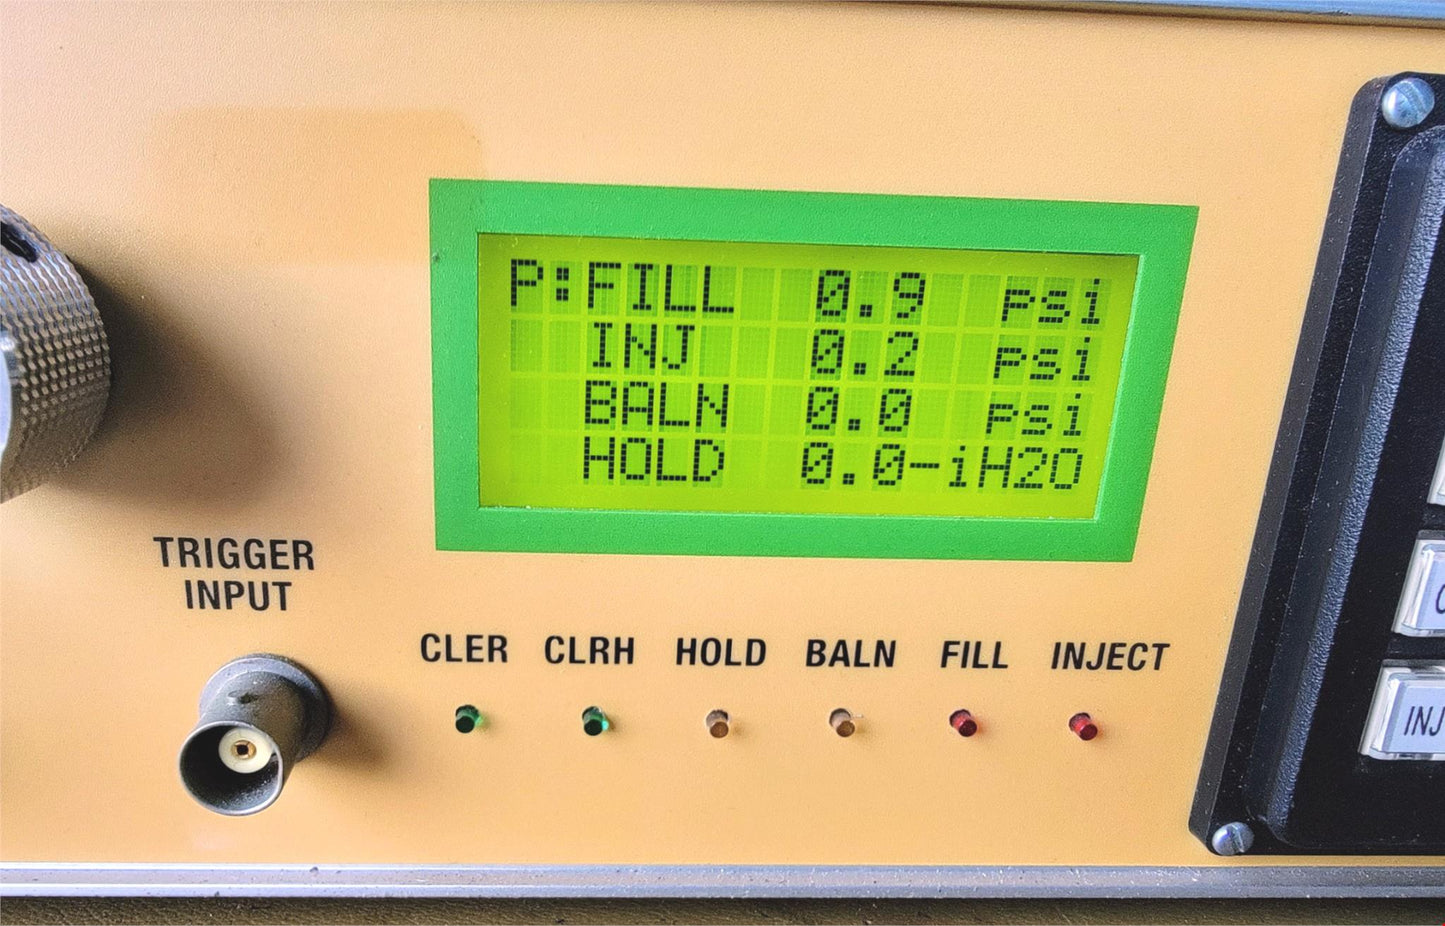 P:FILL 0.9 psi
INJ 0.2 psi
BALN 0.0 psi
HOLD 0.0-iH2O
TRIGGER
INPUT
CLER CLRH HOLD BALN FILL INJECT
INJ